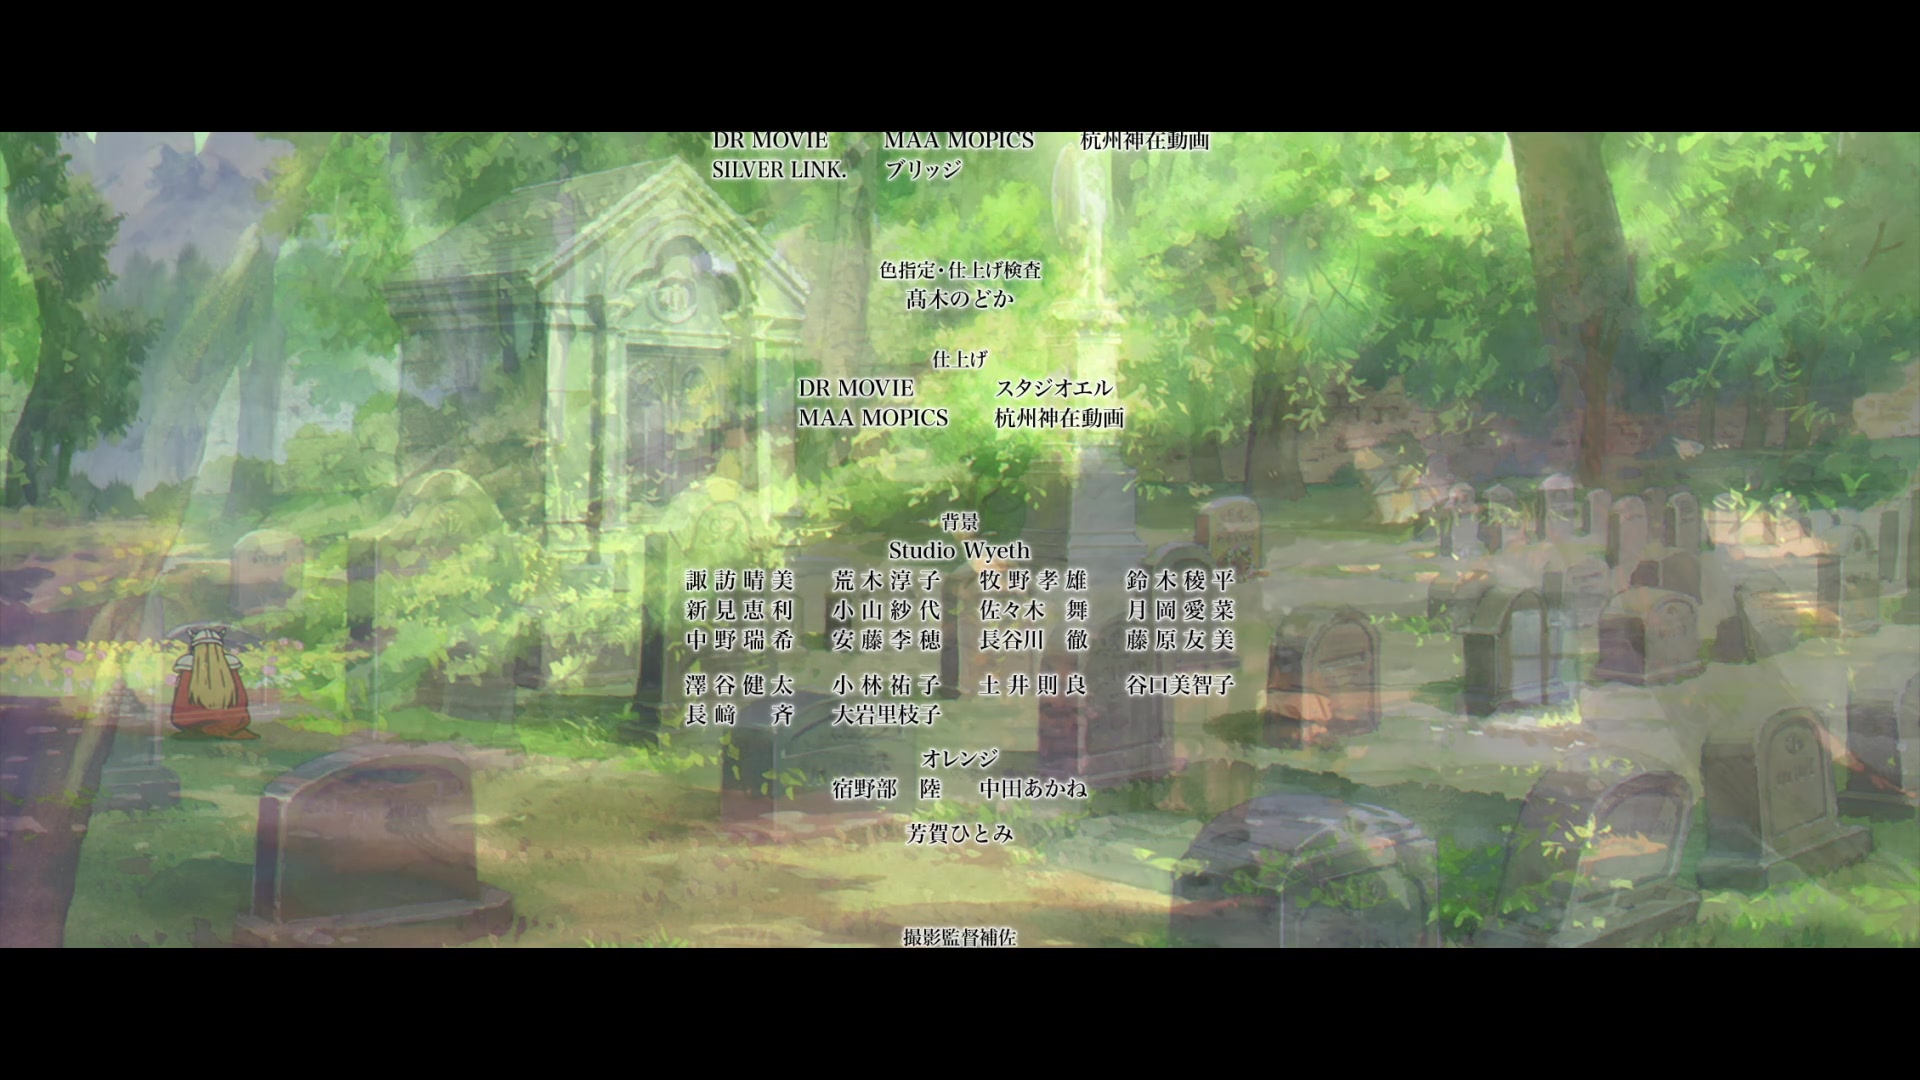 DR MOVIE MAA MOPICS 杭州神在動画
SILVER LINK. ブリッジ
色指定・仕上げ検査
髙木のどか
仕上げ
DR MOVIE スタジオエル
MAA MOPICS 杭州神在動画
背景
Studio Wyeth
諏訪晴美 荒木淳子 牧野孝雄 鈴木稜平
新見恵利 小山紗代 佐々木 舞 月岡愛菜
中野瑞希 安藤李穂 長谷川 徹 藤原友美
澤谷健太 小林祐子 土井則良 谷口美智子
長﨑 斉 大岩里枝子
オレンジ
宿野部 陸 中田あかね
芳賀ひとみ
撮影監督補佐